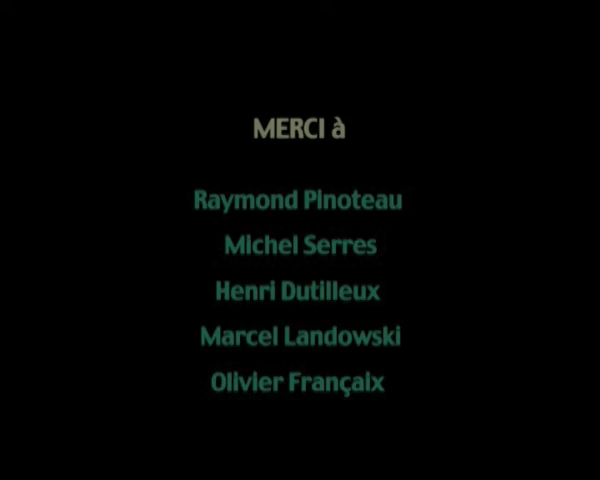 MERCI à
Raymond Pinoteau
Michel Serres
Henri Dutilleux
Marcel Landowski
Olivier Françaix